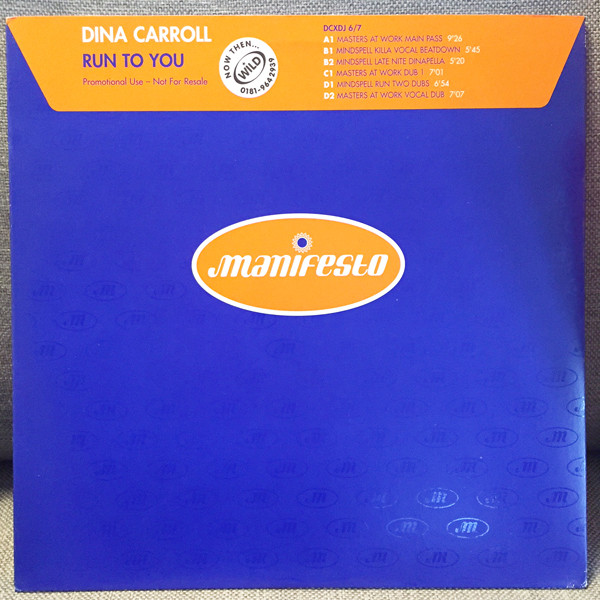 DINA CARROLL
RUN TO YOU
Promotional Use – Not For Resale
NOW THEN...
WILD
0181-964 2939
DCXDJ 6/7
A1 MASTERS AT WORK MAIN PASS 9'26
B1 MINDSPELL KILLA VOCAL BEATDOWN 5'45
B2 MINDSPELL LATE NITE DINAPELLA 5'20
C1 MASTERS AT WORK DUB 1 7'01
D1 MINDSPELL RUN TWO DUBS 6'54
D2 MASTERS AT WORK VOCAL DUB 7'07
manifesto